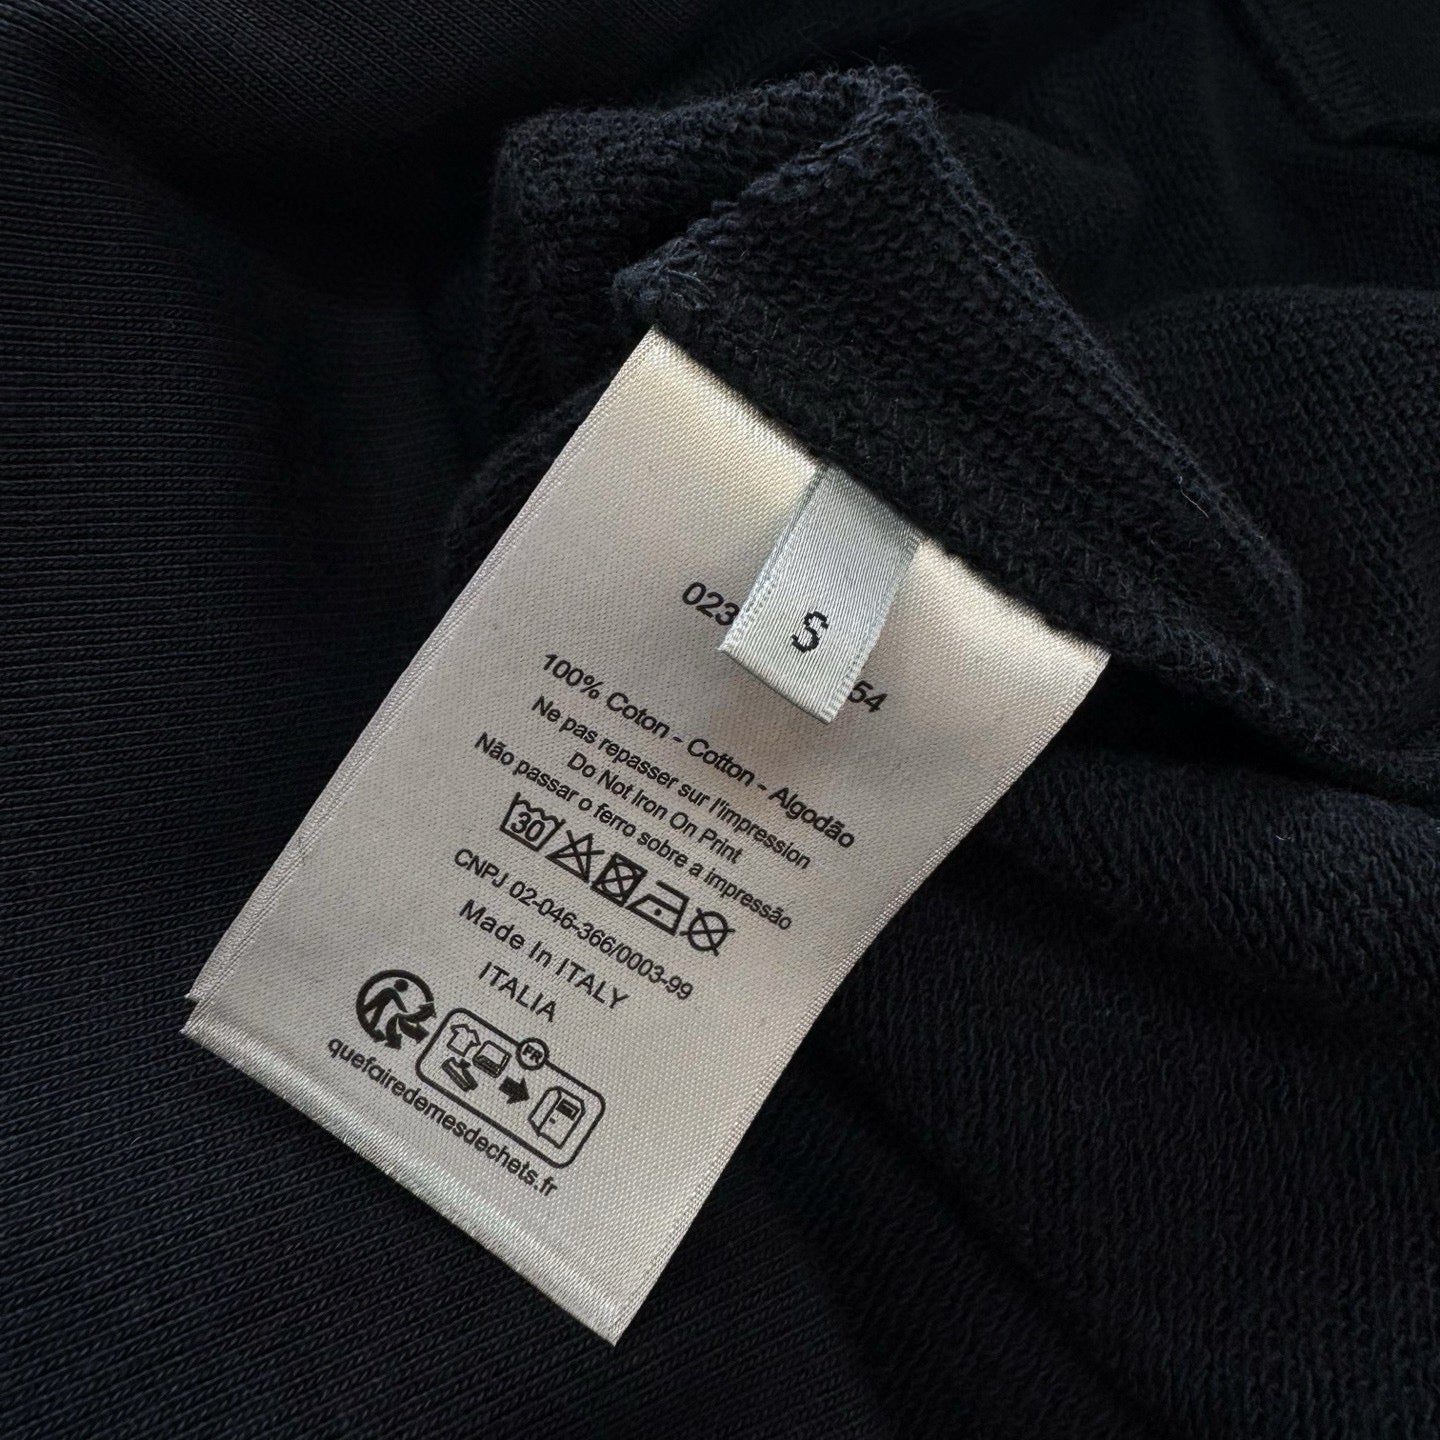 S
023 54
100% Coton - Cotton - Algodão
Ne pas repasser sur l'impression
Do Not Iron On Print
Não passar o ferro sobre a impressão
30
CNPJ 02-046-366/0003-99
Made In ITALY
ITALIA
FR
quefairedemesdechets.fr